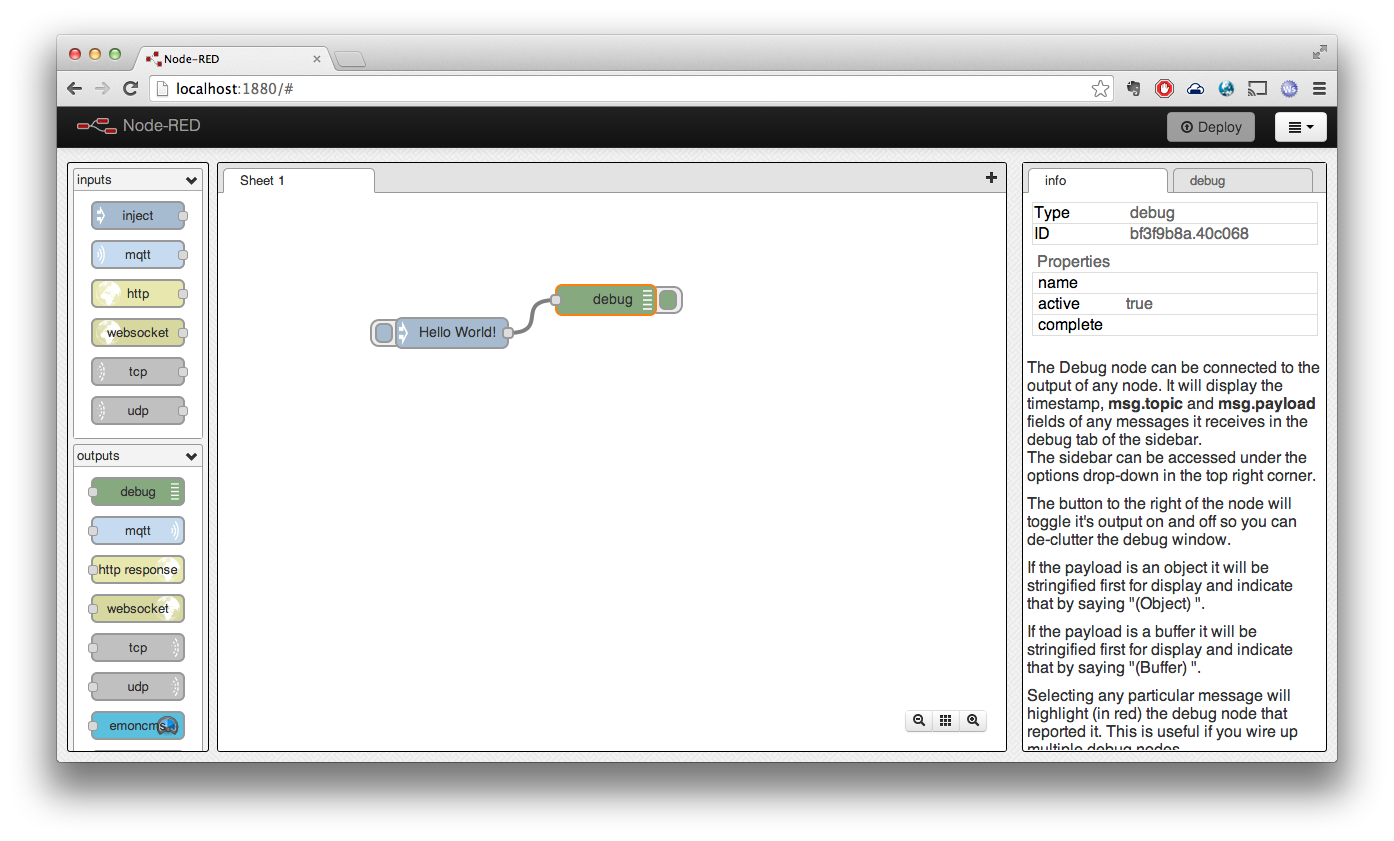 Node-RED
localhost:1880/#
Node-RED
Deploy
inputs
inject
mqtt
http
websocket
tcp
udp
outputs
debug
mqtt
http response
websocket
tcp
udp
emoncms
Sheet 1
Hello World!
debug
info
debug
Type debug
ID bf3f9b8a.40c068
Properties
name
active true
complete
The Debug node can be connected to the
output of any node. It will display the
timestamp, msg.topic and msg.payload
fields of any messages it receives in the
debug tab of the sidebar.
The sidebar can be accessed under the
options drop-down in the top right corner.
The button to the right of the node will
toggle it's output on and off so you can
de-clutter the debug window.
If the payload is an object it will be
stringified first for display and indicate
that by saying "(Object) ".
If the payload is a buffer it will be
stringified first for display and indicate
that by saying "(Buffer) ".
Selecting any particular message will
highlight (in red) the debug node that
reported it. This is useful if you wire up
multiple debug nodes.